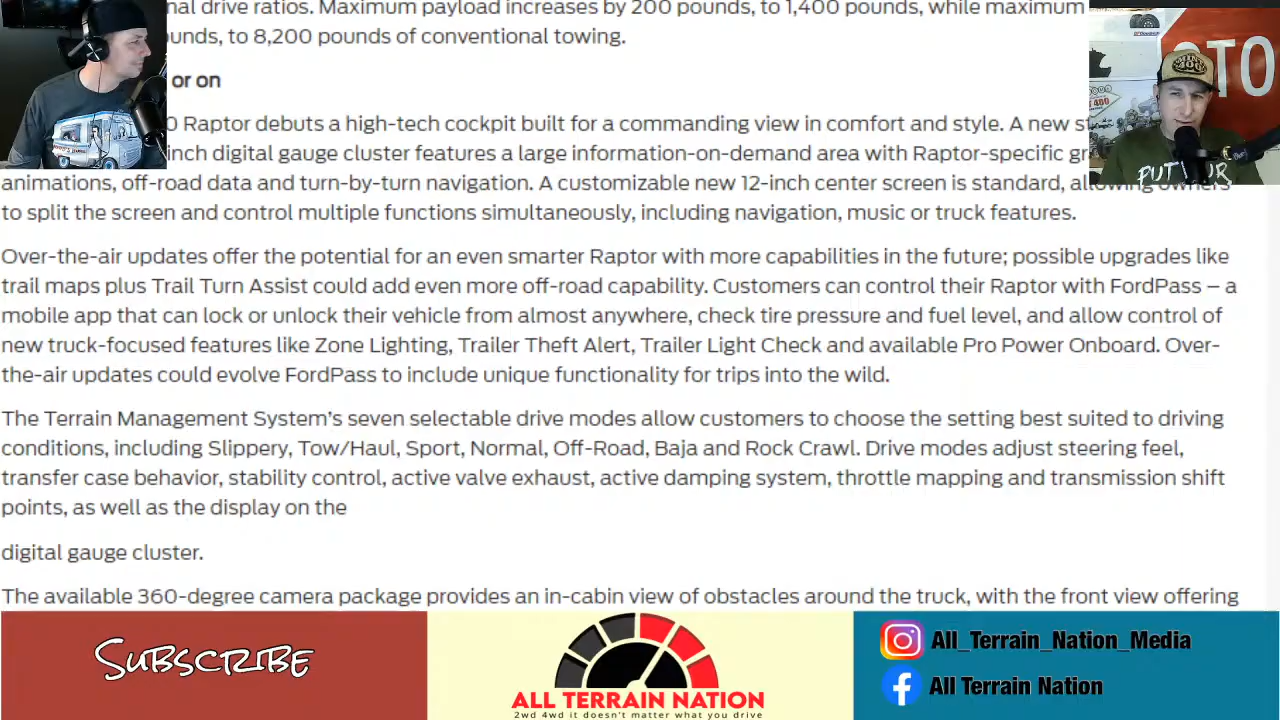 nal drive ratios. Maximum payload increases by 200 pounds, to 1,400 pounds, while maximum
unds, to 8,200 pounds of conventional towing.
or on
0 Raptor debuts a high-tech cockpit built for a commanding view in comfort and style. A new
inch digital gauge cluster features a large information-on-demand area with Raptor-specific
animations, off-road data and turn-by-turn navigation. A customizable new 12-inch center screen is standard, allowing owners
to split the screen and control multiple functions simultaneously, including navigation, music or truck features.
Over-the-air updates offer the potential for an even smarter Raptor with more capabilities in the future; possible upgrades like
trail maps plus Trail Turn Assist could add even more off-road capability. Customers can control their Raptor with FordPass – a
mobile app that can lock or unlock their vehicle from almost anywhere, check tire pressure and fuel level, and allow control of
new truck-focused features like Zone Lighting, Trailer Theft Alert, Trailer Light Check and available Pro Power Onboard. Over-
the-air updates could evolve FordPass to include unique functionality for trips into the wild.
The Terrain Management System's seven selectable drive modes allow customers to choose the setting best suited to driving
conditions, including Slippery, Tow/Haul, Sport, Normal, Off-Road, Baja and Rock Crawl. Drive modes adjust steering feel,
transfer case behavior, stability control, active valve exhaust, active damping system, throttle mapping and transmission shift
points, as well as the display on the
digital gauge cluster.
The available 360-degree camera package provides an in-cabin view of obstacles around the truck, with the front view offering
Subscribe
ALL TERRAIN NATION
2wd 4wd it doesn't matter what you drive
All_Terrain_Nation_Media
All Terrain Nation